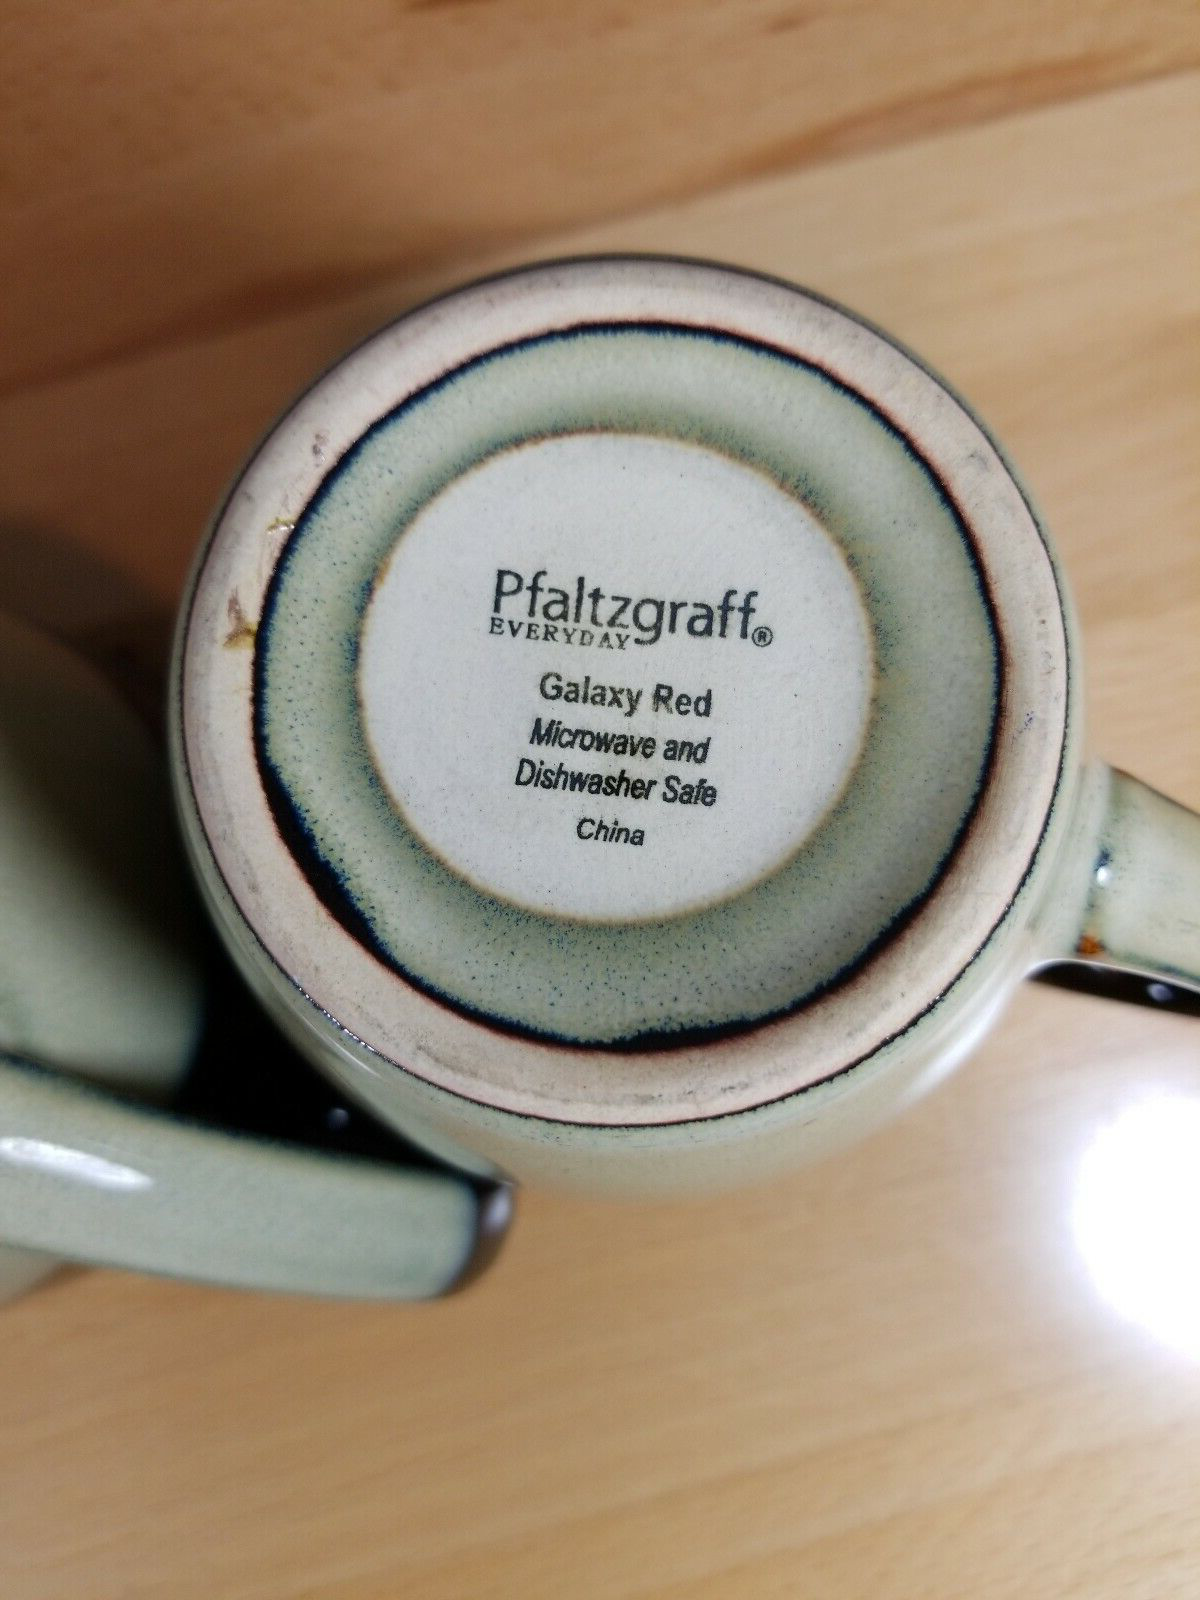 Pfaltzgraff®
EVERYDAY
Galaxy Red
Microwave and
Dishwasher Safe
China